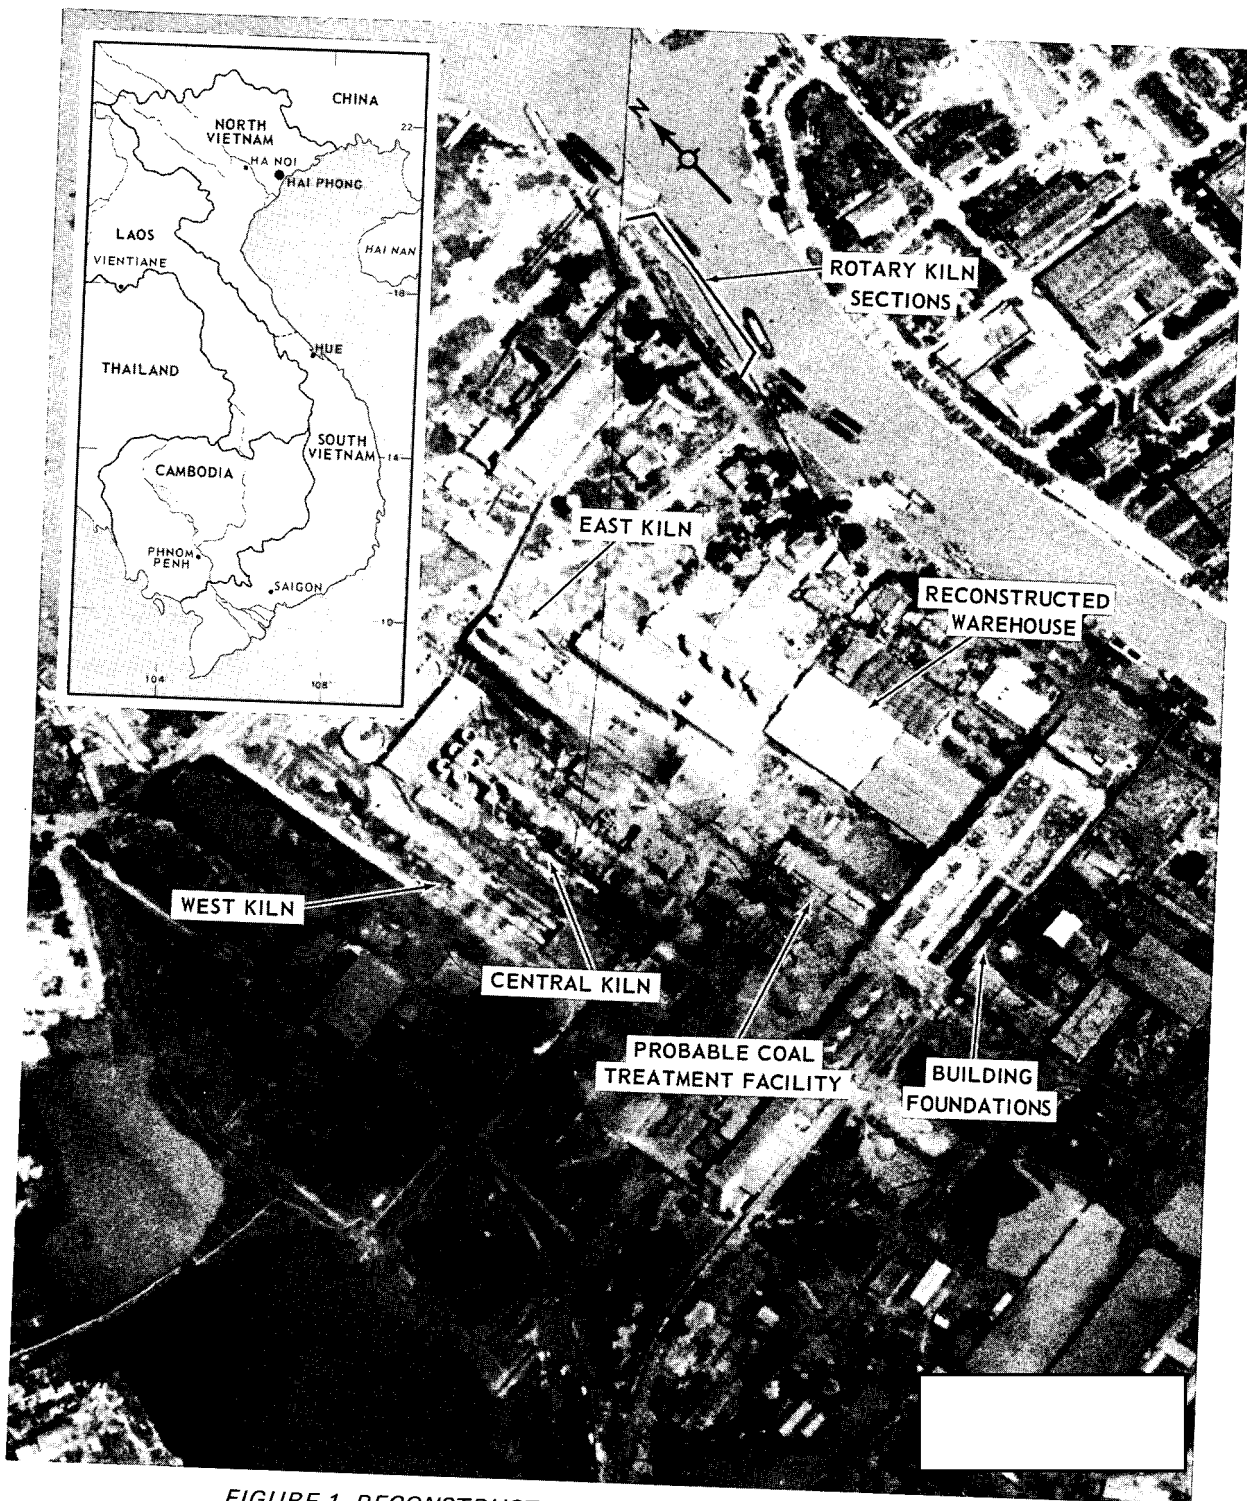 CHINA
22
NORTH
VIETNAM
HA NOI
HAI PHONG
LAOS
VIENTIANE
HAI NAN
18
HUE
THAILAND
SOUTH
VIETNAM
14
CAMBODIA
PHNOM
PENH
SAIGON
10
104
108
N
ROTARY KILN
SECTIONS
EAST KILN
RECONSTRUCTED
WAREHOUSE
WEST KILN
CENTRAL KILN
PROBABLE COAL
TREATMENT FACILITY
BUILDING
FOUNDATIONS
FIGURE 1. RECONSTRUCT